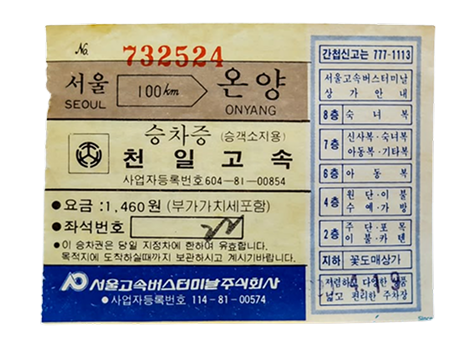 No. 732524
서울 100km 온양
SEOUL ONYANG
승차증 (승객소지용)
천일고속
사업자등록번호 604-81-00854
● 요금: 1,460원 (부가가치세포함)
● 좌석번호
● 이 승차권은 당일 지정차에 한하여 유효합니다.
목적지에 도착하실때까지 보관하시고 계시기바랍니다.
서울고속버스터미날주식회사
● 사업자등록번호 114-81-00574
간첩신고는 777-1113
서울고속버스터미날
상가안내
8층 숙녀복
7층 신사복·숙녀복
아동복·기타복
6층 아동복
4층 원단·이불
수예·가방
2층 주단·포목
이불·카텐
지하 꽃도매상가
저렴하고
넓고 편리한 주차장